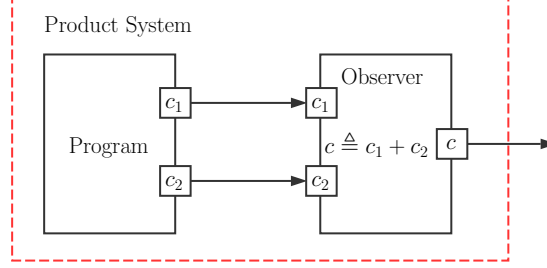 Product System
Observer
c₁
c₁
Program
c ≜ c₁ + c₂
c
c₂
c₂